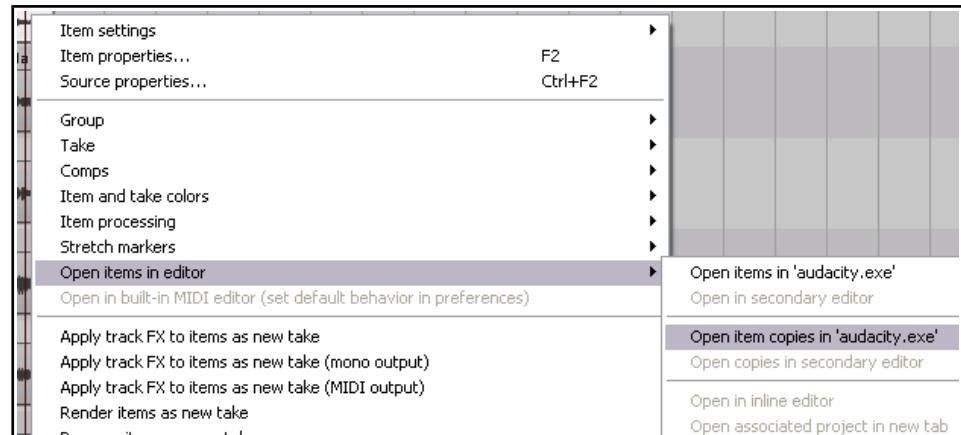 Item settings
Item properties... F2
Source properties... Ctrl+F2
Group
Take
Comps
Item and take colors
Item processing
Stretch markers
Open items in editor
Open in built-in MIDI editor (set default behavior in preferences)
Apply track FX to items as new take
Apply track FX to items as new take (mono output)
Apply track FX to items as new take (MIDI output)
Render items as new take
Open items in 'audacity.exe'
Open in secondary editor
Open item copies in 'audacity.exe'
Open copies in secondary editor
Open in inline editor
Open associated project in new tab